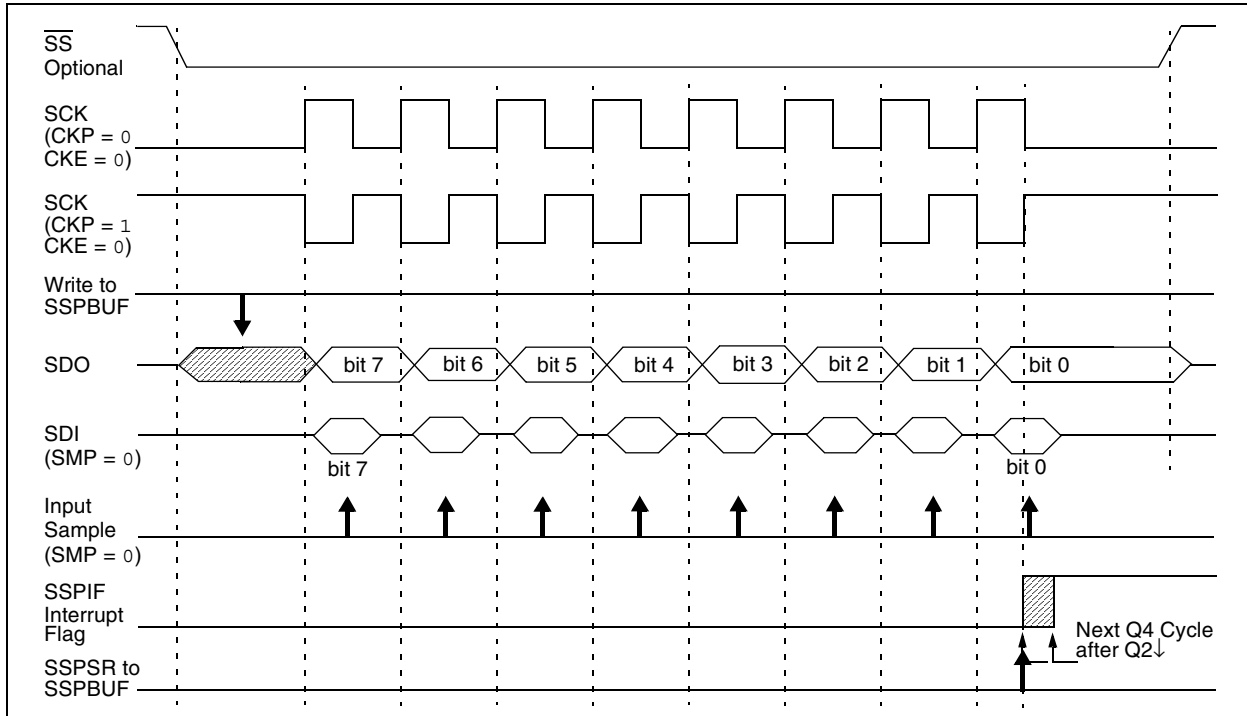 SS
Optional
SCK
(CKP = 0
CKE = 0)
SCK
(CKP = 1
CKE = 0)
Write to
SSPBUF
SDO
bit 7 bit 6 bit 5 bit 4 bit 3 bit 2 bit 1 bit 0
SDI
(SMP = 0)
bit 7 bit 0
Input
Sample
(SMP = 0)
SSPIF
Interrupt
Flag
Next Q4 Cycle
after Q2↓
SSPSR to
SSPBUF